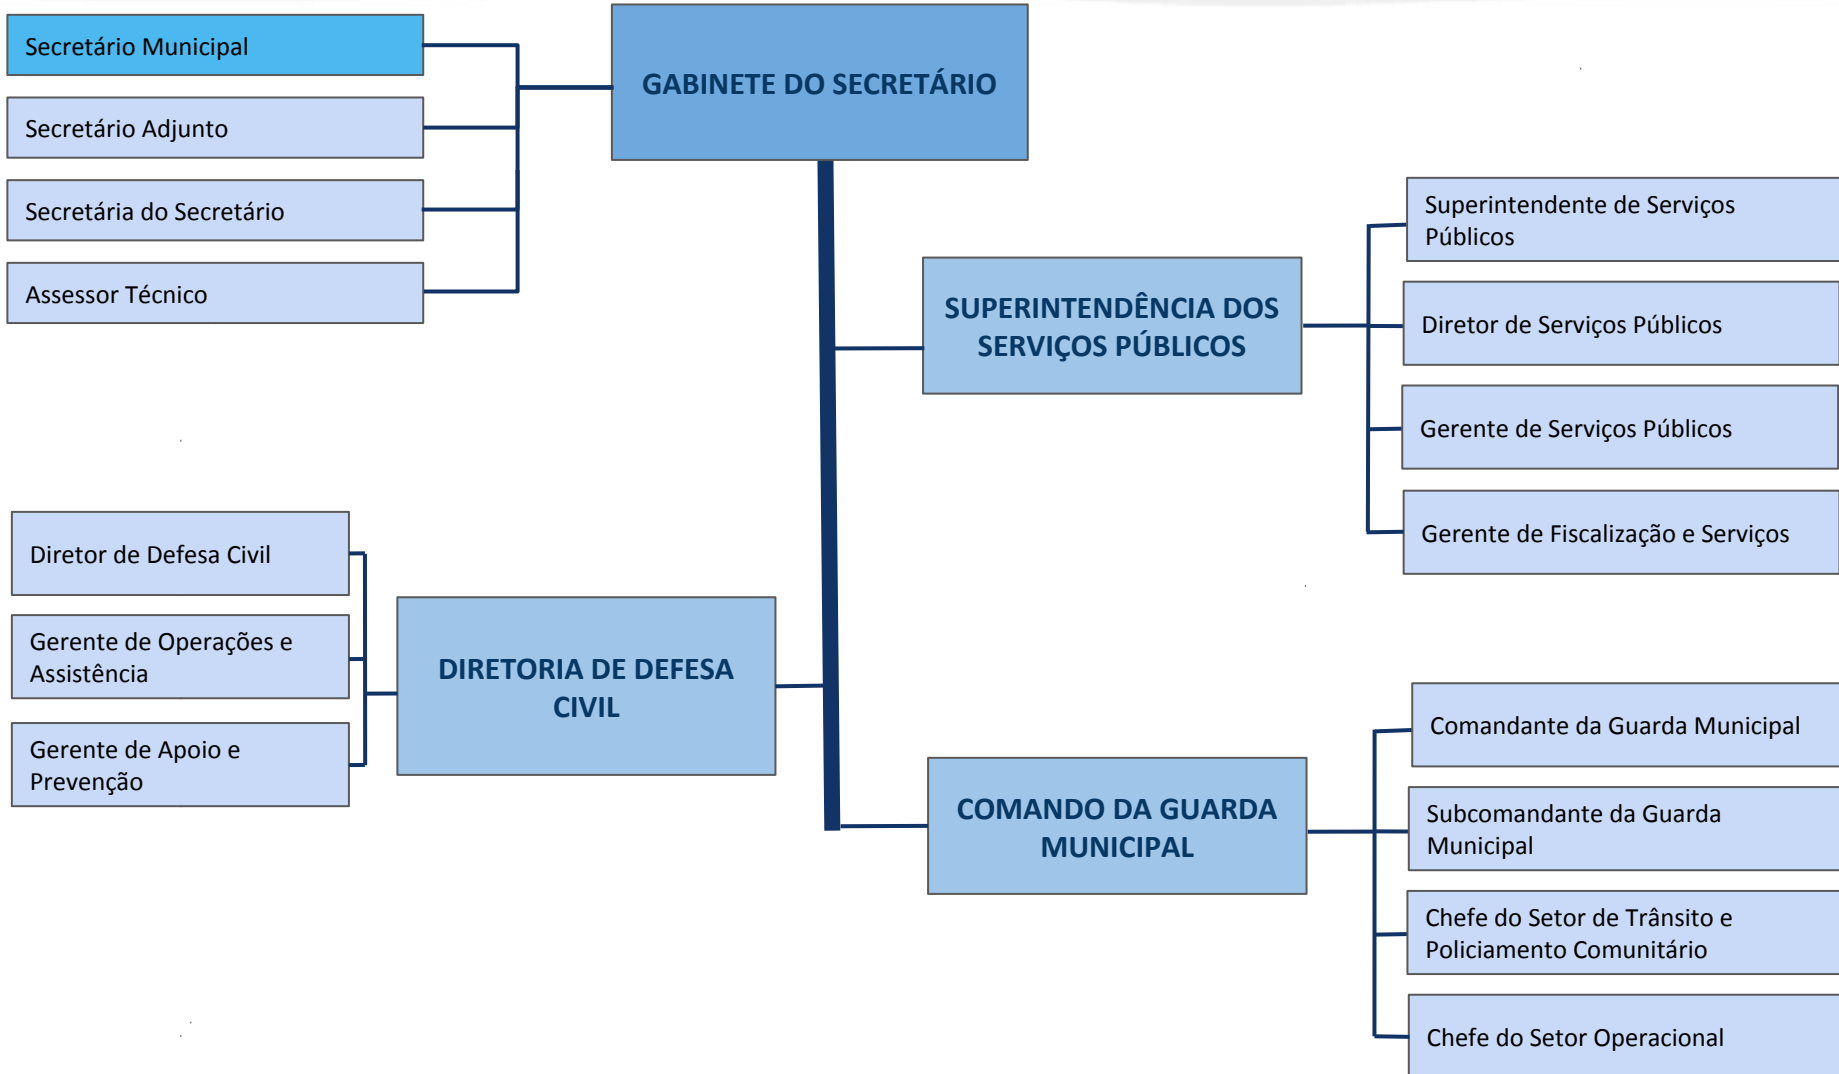 Secretário Municipal
Secretário Adjunto
Secretária do Secretário
Assessor Técnico
GABINETE DO SECRETÁRIO
SUPERINTENDÊNCIA DOS
SERVIÇOS PÚBLICOS
Superintendente de Serviços
Públicos
Diretor de Serviços Públicos
Gerente de Serviços Públicos
Gerente de Fiscalização e Serviços
Diretor de Defesa Civil
Gerente de Operações e
Assistência
Gerente de Apoio e
Prevenção
DIRETORIA DE DEFESA
CIVIL
COMANDO DA GUARDA
MUNICIPAL
Comandante da Guarda Municipal
Subcomandante da Guarda
Municipal
Chefe do Setor de Trânsito e
Policiamento Comunitário
Chefe do Setor Operacional